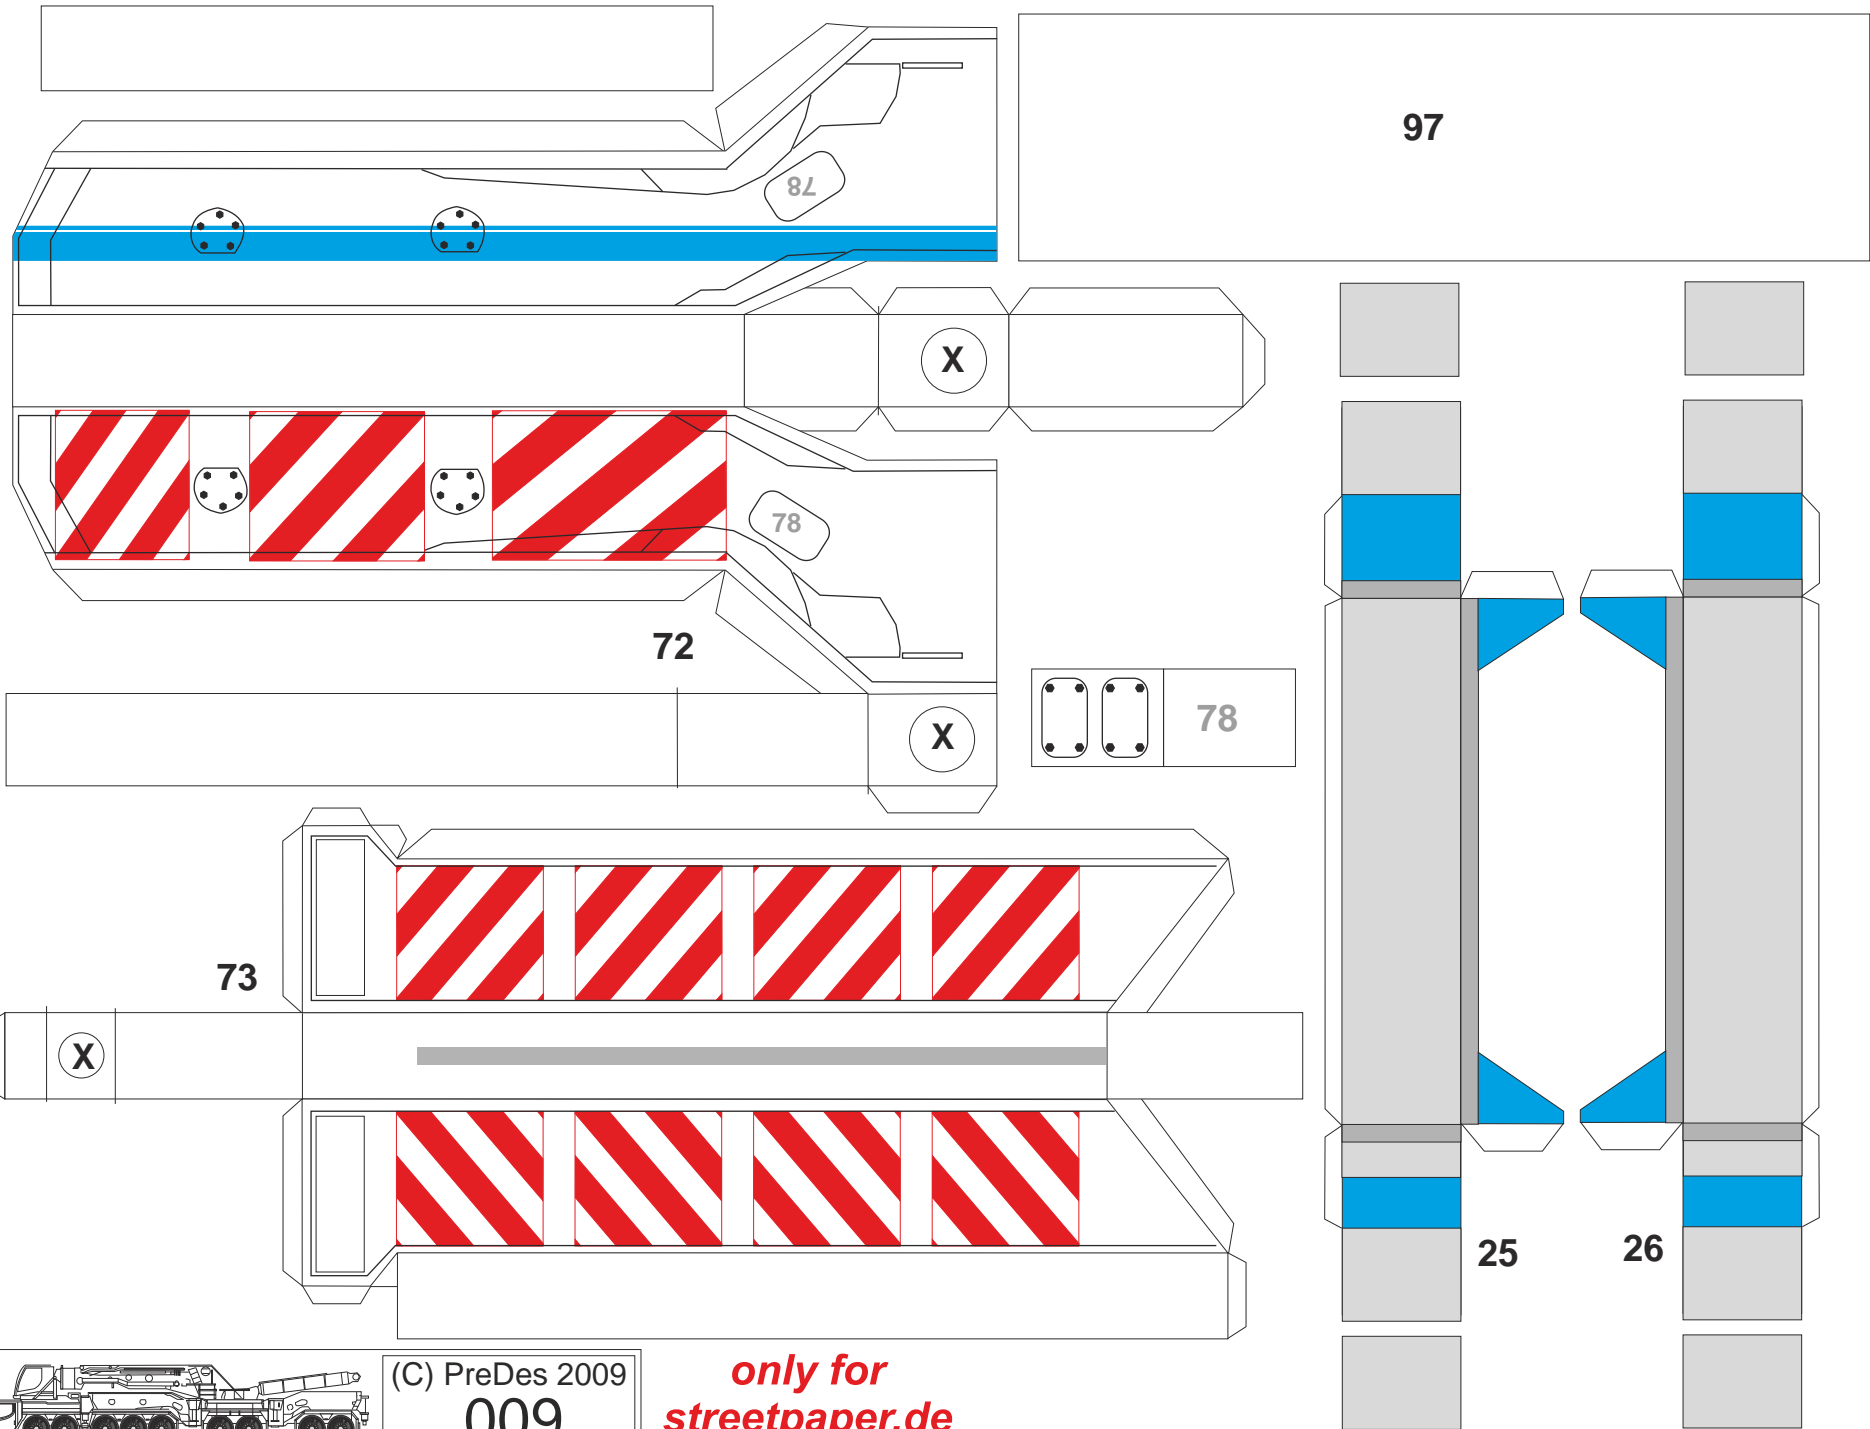 97
78
X
78
72
X
78
73
X
25
26
(C) PreDes 2009
009
only for
streetpaper.de